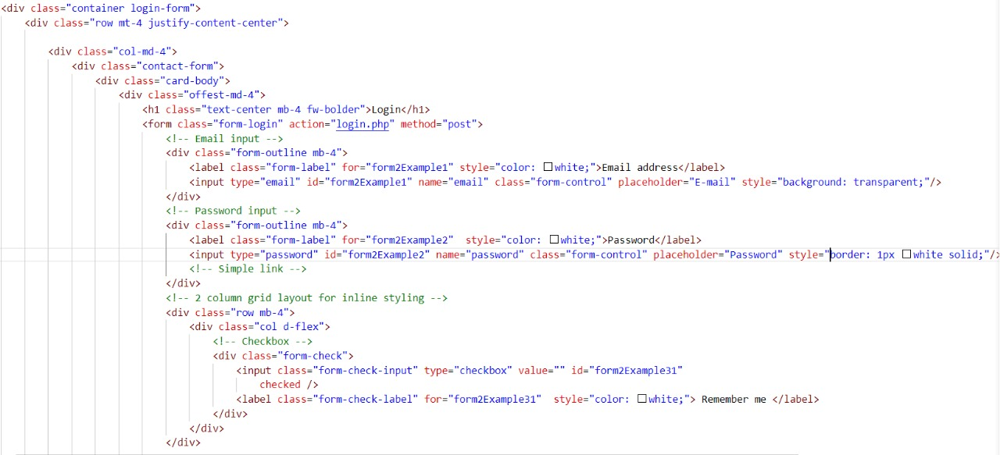 <div class="container login-form">
<div class="row mt-4 justify-content-center">
<div class="col-md-4">
<div class="contact-form">
<div class="card-body">
<div class="offest-md-4">
<h1 class="text-center mb-4 fw-bolder">Login</h1>
<form class="form-login" action="login.php" method="post">
<!-- Email input -->
<div class="form-outline mb-4">
<label class="form-label" for="form2Example1" style="color: white;">Email address</label>
<input type="email" id="form2Example1" name="email" class="form-control" placeholder="E-mail" style="background: transparent;"/>
</div>
<!-- Password input -->
<div class="form-outline mb-4">
<label class="form-label" for="form2Example2"  style="color: white;">Password</label>
<input type="password" id="form2Example2" name="password" class="form-control" placeholder="Password" style="border: 1px white solid;"/>
<!-- Simple link -->
</div>
<!-- 2 column grid layout for inline styling -->
<div class="row mb-4">
<div class="col d-flex">
<!-- Checkbox -->
<div class="form-check">
<input class="form-check-input" type="checkbox" value="" id="form2Example31"
checked />
<label class="form-check-label" for="form2Example31"  style="color: white;"> Remember me </label>
</div>
</div>
</div>